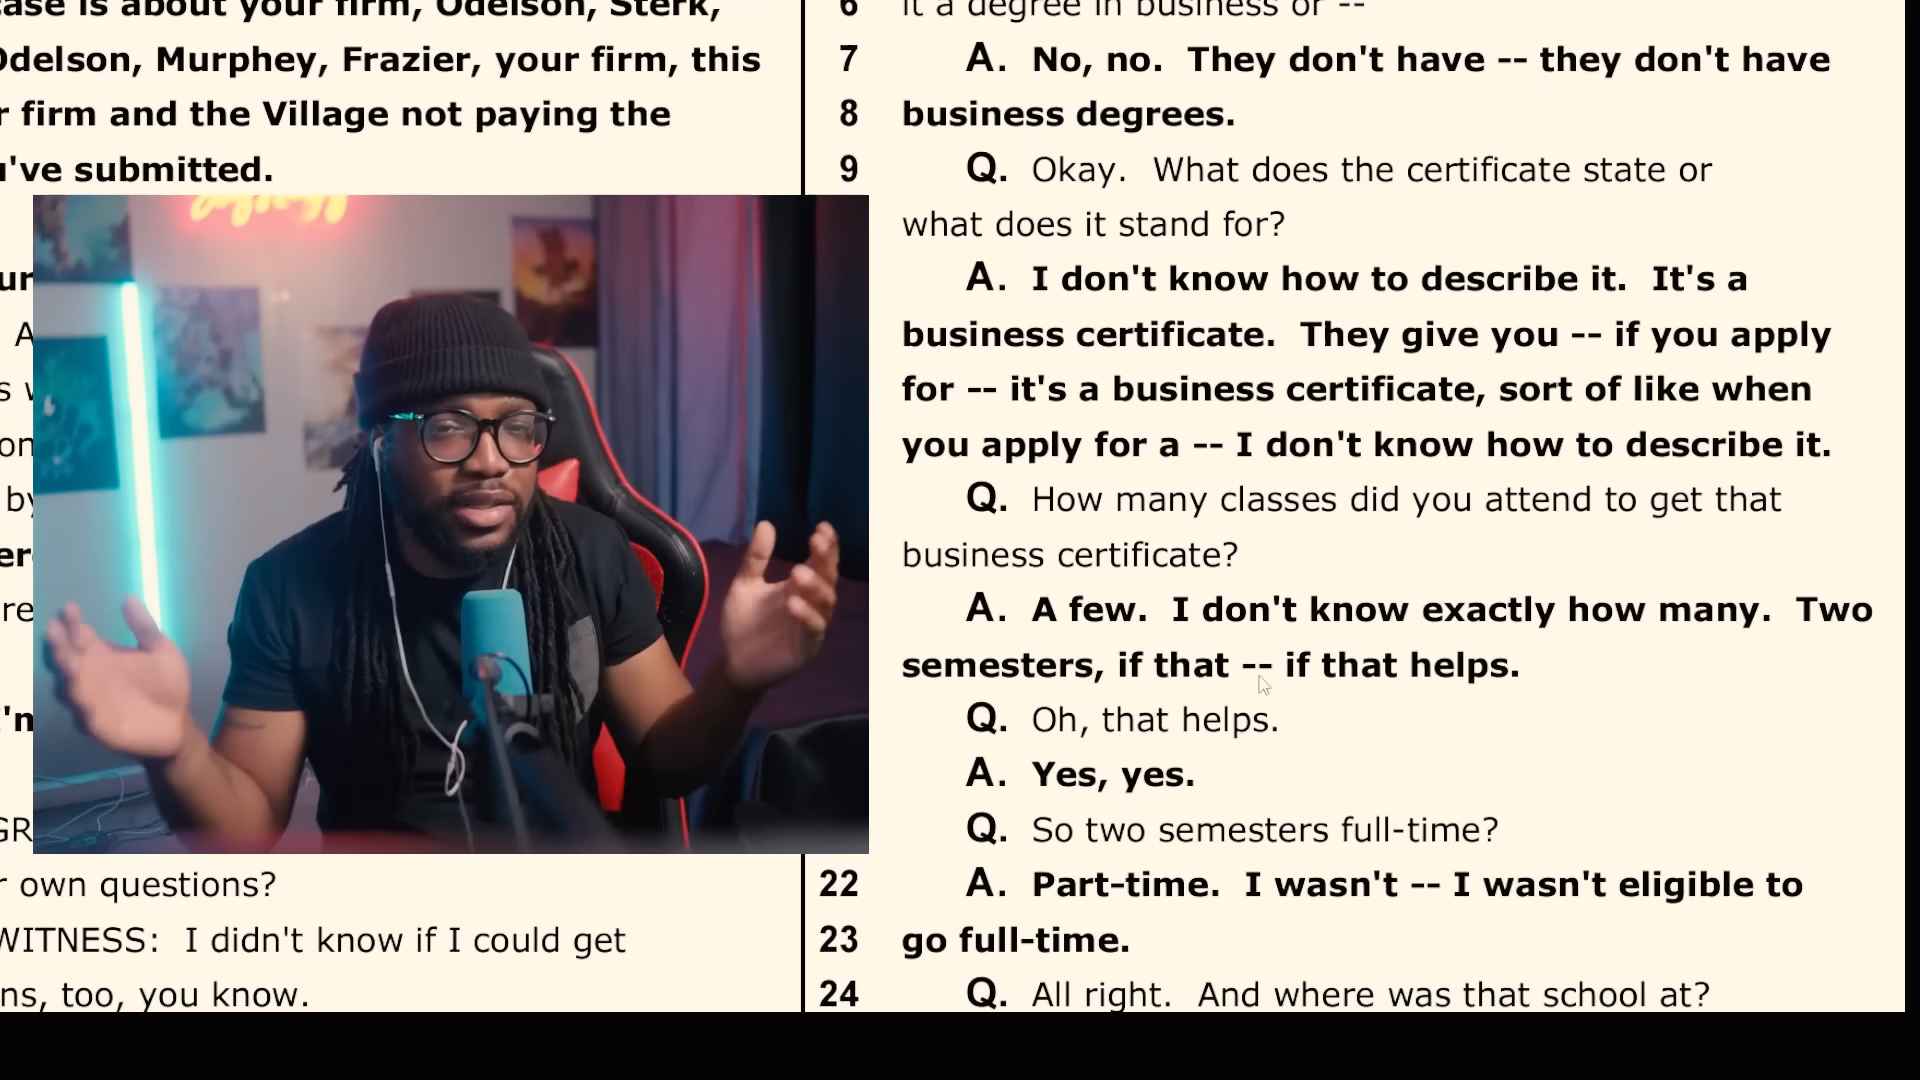 case is about your firm, Odelson, Sterk,
Odelson, Murphey, Frazier, your firm, this
firm and the Village not paying the
submitted.
A
by
own questions?
WITNESS: I didn't know if I could get
too, you know.
6 it a degree in business or --
7 A. No, no. They don't have -- they don't have
8 business degrees.
9 Q. Okay. What does the certificate state or
what does it stand for?
A. I don't know how to describe it. It's a
business certificate. They give you -- if you apply
for -- it's a business certificate, sort of like when
you apply for a -- I don't know how to describe it.
Q. How many classes did you attend to get that
business certificate?
A. A few. I don't know exactly how many. Two
semesters, if that -- if that helps.
Q. Oh, that helps.
A. Yes, yes.
Q. So two semesters full-time?
22 A. Part-time. I wasn't -- I wasn't eligible to
23 go full-time.
24 Q. All right. And where was that school at?